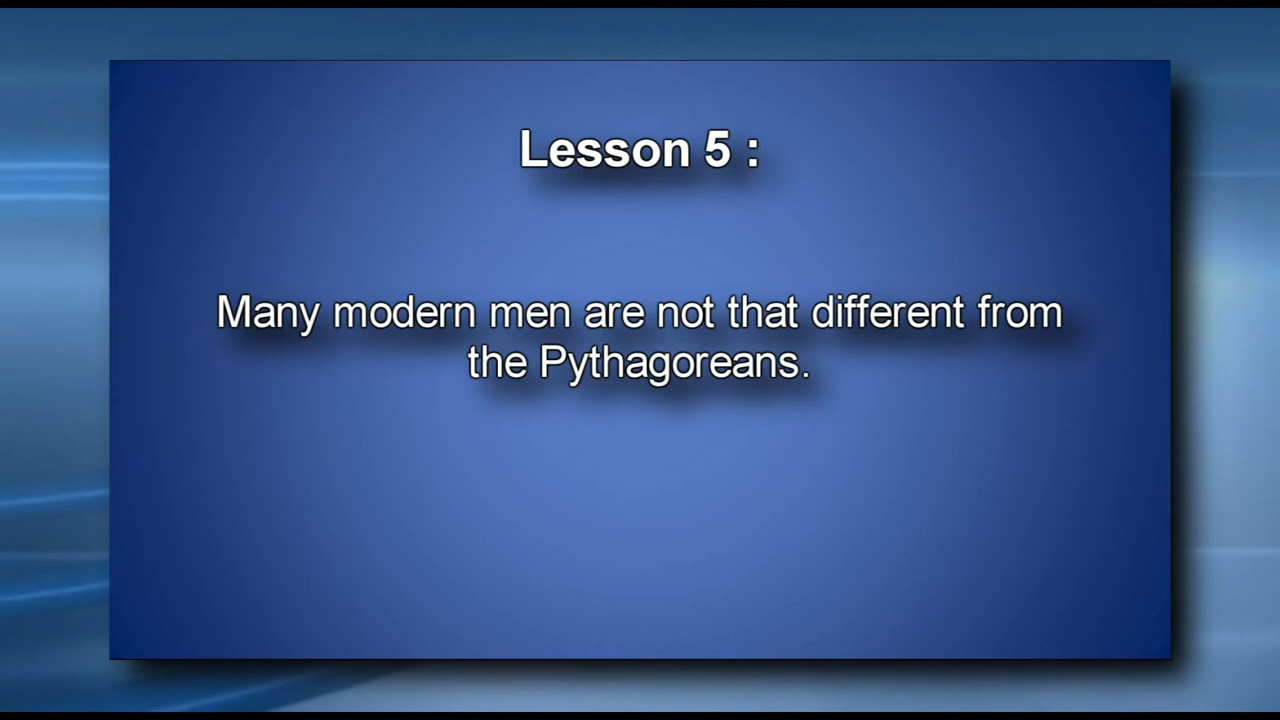 Lesson 5 :
Many modern men are not that different from
the Pythagoreans.